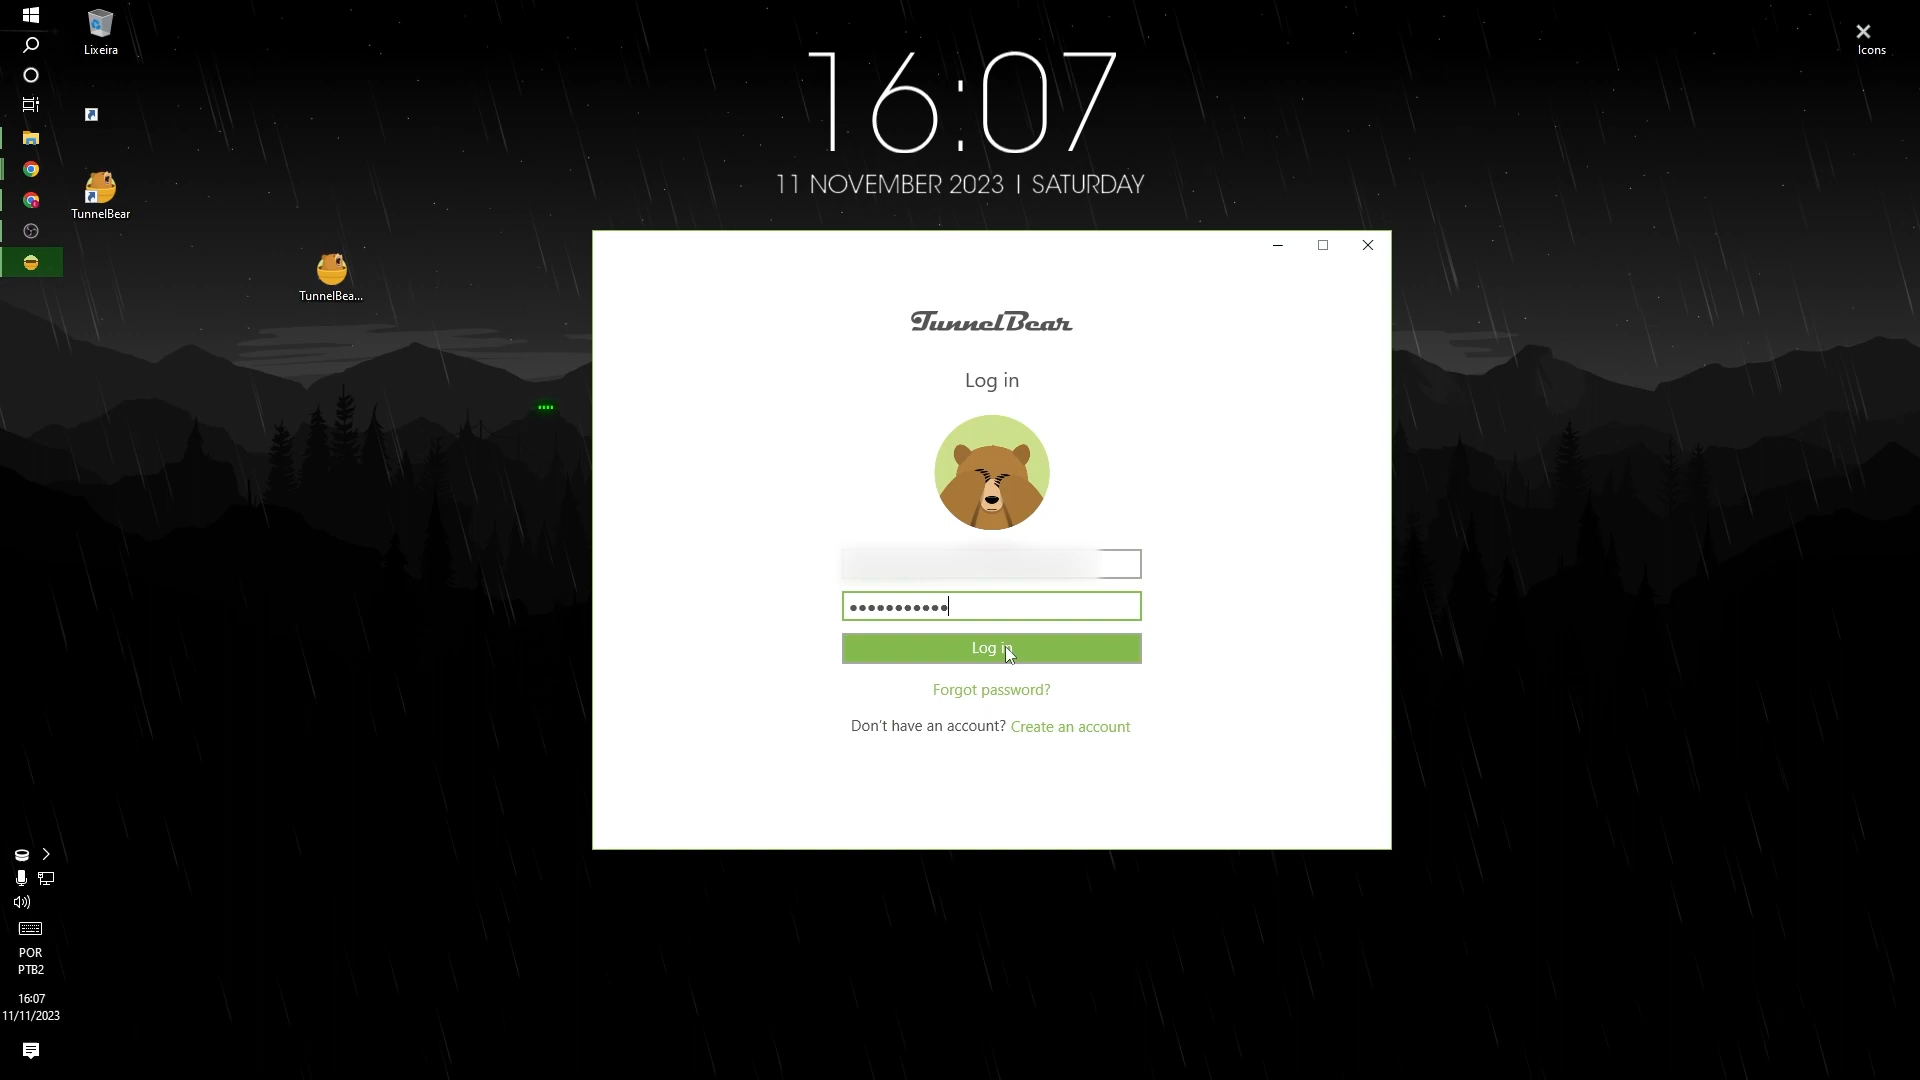 Lixeira
TunnelBear
TunnelBea...
Icons
16:07
11 NOVEMBER 2023 | SATURDAY
TunnelBear
Log in
•••••••••••
Log in
Forgot password?
Don't have an account? Create an account
POR
PTB2
16:07
11/11/2023